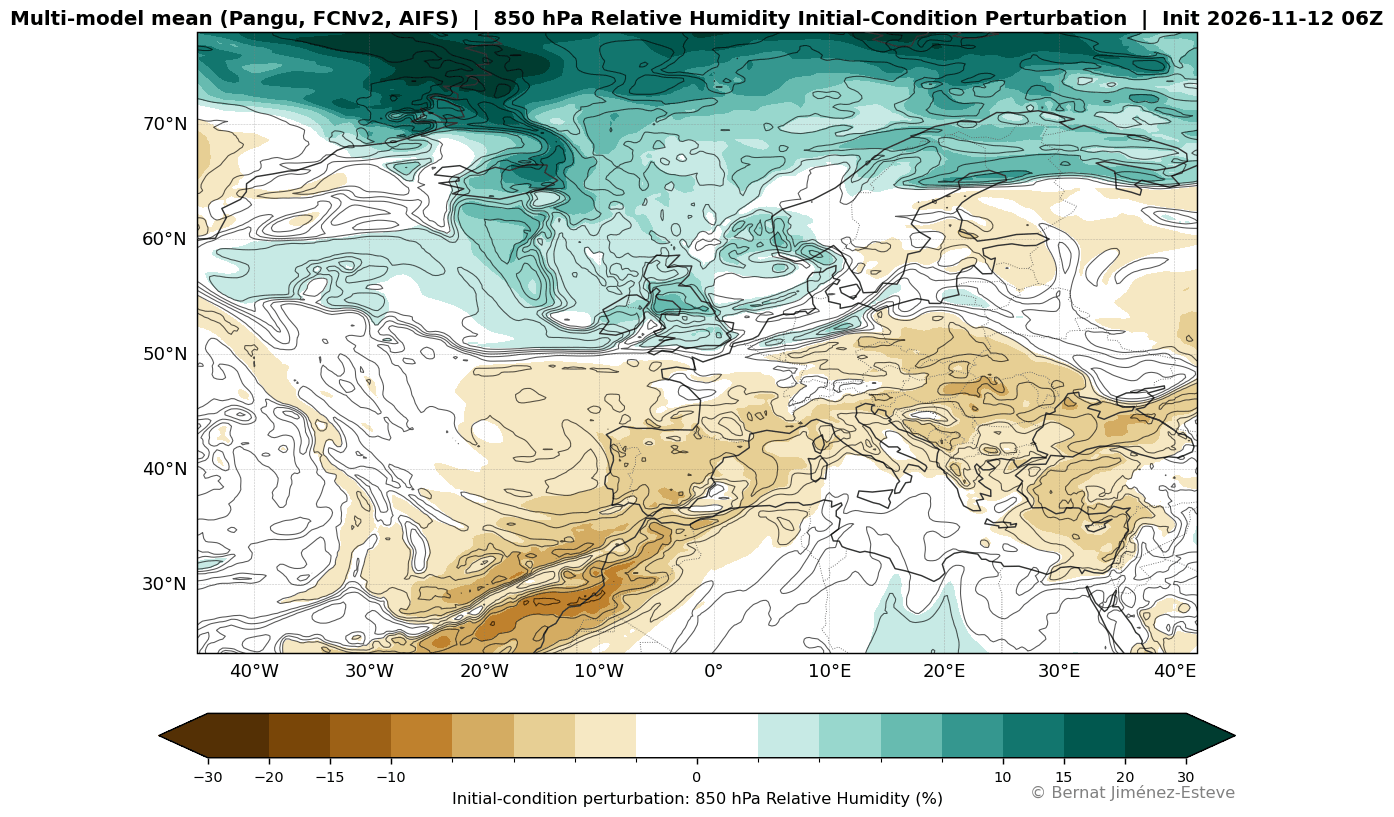 Multi-model mean (Pangu, FCNv2, AIFS) | 850 hPa Relative Humidity Initial-Condition Perturbation | Init 2026-11-12 06Z
70°N
60°N
50°N
40°N
30°N
40°W 30°W 20°W 10°W 0° 10°E 20°E 30°E 40°E
−30 −20 −15 −10 0 10 15 20 30
Initial-condition perturbation: 850 hPa Relative Humidity (%)
© Bernat Jiménez-Esteve